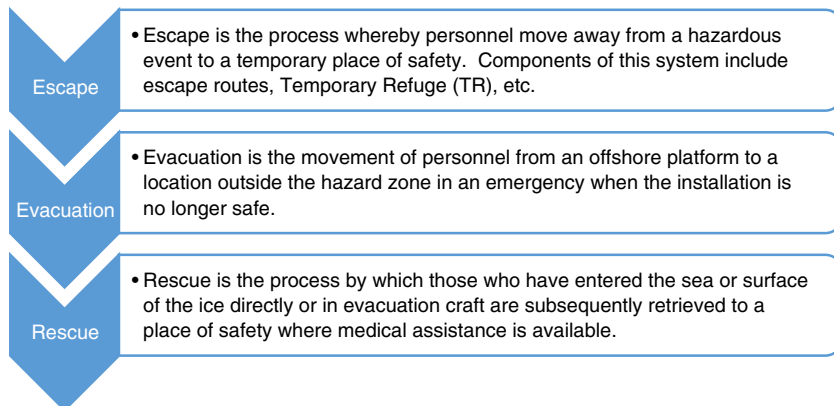 Escape
• Escape is the process whereby personnel move away from a hazardous
event to a temporary place of safety.  Components of this system include
escape routes, Temporary Refuge (TR), etc.
Evacuation
• Evacuation is the movement of personnel from an offshore platform to a
location outside the hazard zone in an emergency when the installation is
no longer safe.
Rescue
• Rescue is the process by which those who have entered the sea or surface
of the ice directly or in evacuation craft are subsequently retrieved to a
place of safety where medical assistance is available.